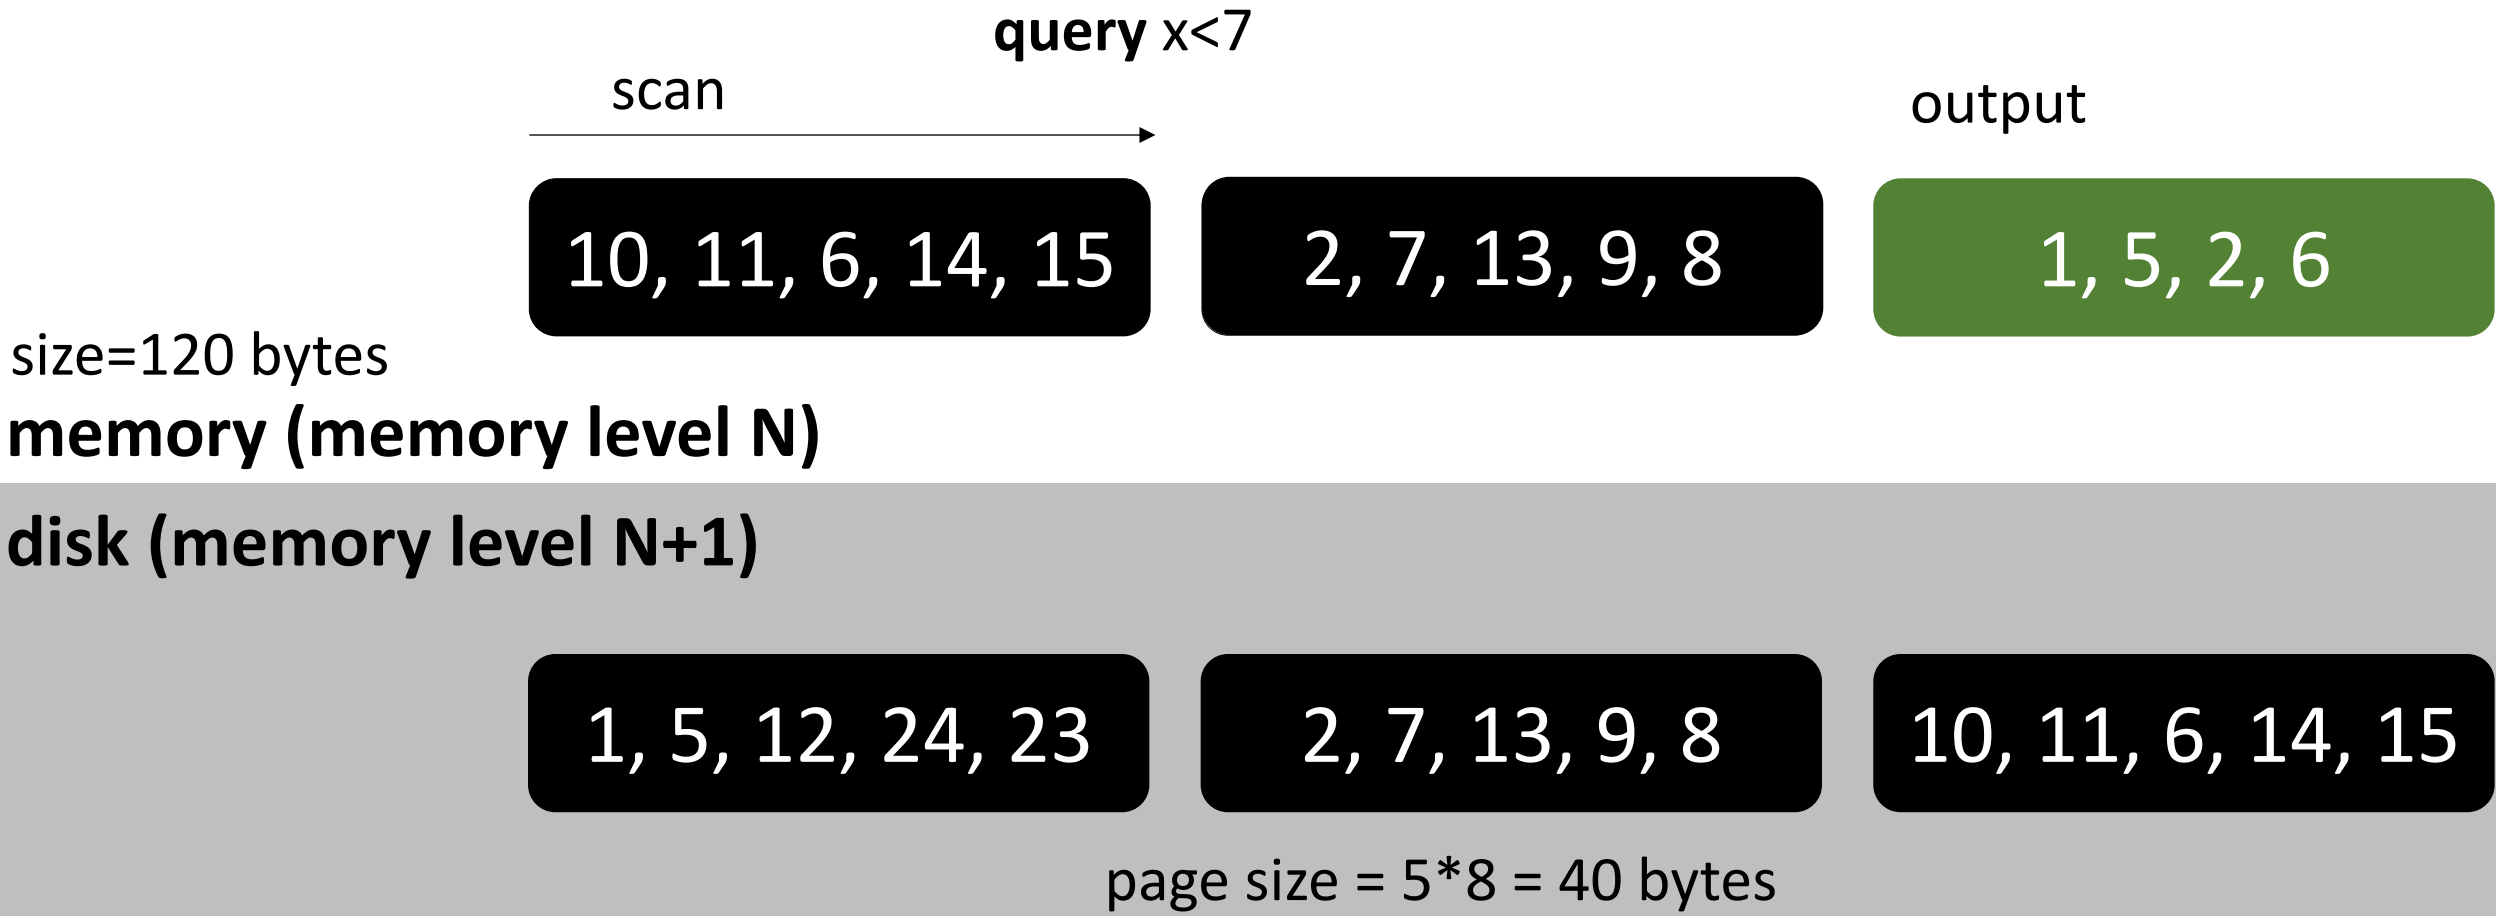 query x<7
scan
output
10, 11, 6, 14, 15
2, 7, 13, 9, 8
1, 5, 2, 6
size=120 bytes
memory (memory level N)
disk (memory level N+1)
1, 5, 12, 24, 23
2, 7, 13, 9, 8
10, 11, 6, 14, 15
page size = 5*8 = 40 bytes